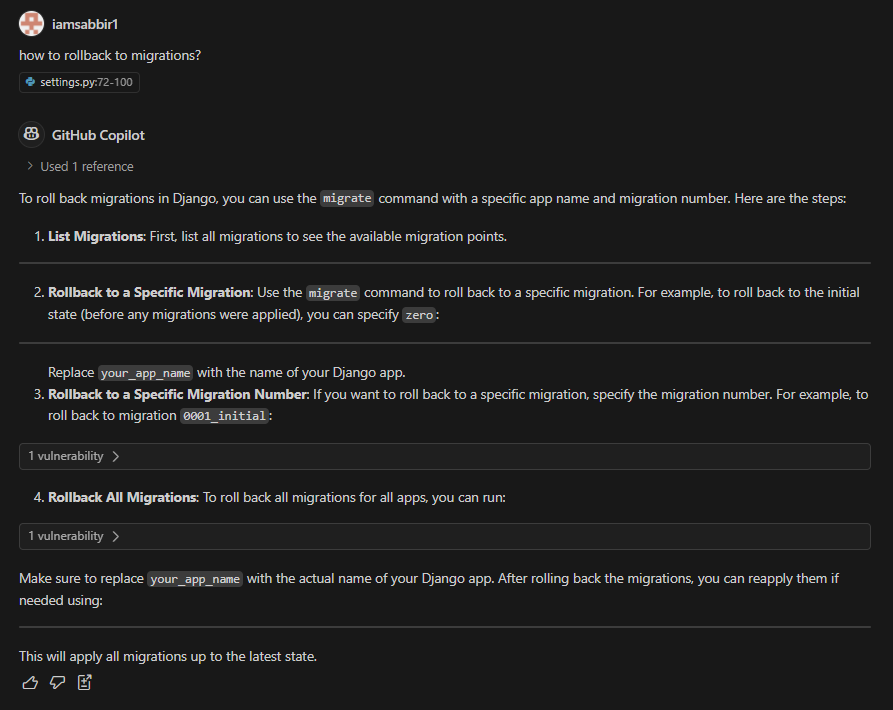 iamsabbir1
how to rollback to migrations?
settings.py:72-100
GitHub Copilot
Used 1 reference
To roll back migrations in Django, you can use the migrate command with a specific app name and migration number. Here are the steps:
1. List Migrations: First, list all migrations to see the available migration points.
2. Rollback to a Specific Migration: Use the migrate command to roll back to a specific migration. For example, to roll back to the initial
state (before any migrations were applied), you can specify zero:
Replace your_app_name with the name of your Django app.
3. Rollback to a Specific Migration Number: If you want to roll back to a specific migration, specify the migration number. For example, to
roll back to migration 0001_initial:
1 vulnerability
4. Rollback All Migrations: To roll back all migrations for all apps, you can run:
1 vulnerability
Make sure to replace your_app_name with the actual name of your Django app. After rolling back the migrations, you can reapply them if
needed using:
This will apply all migrations up to the latest state.